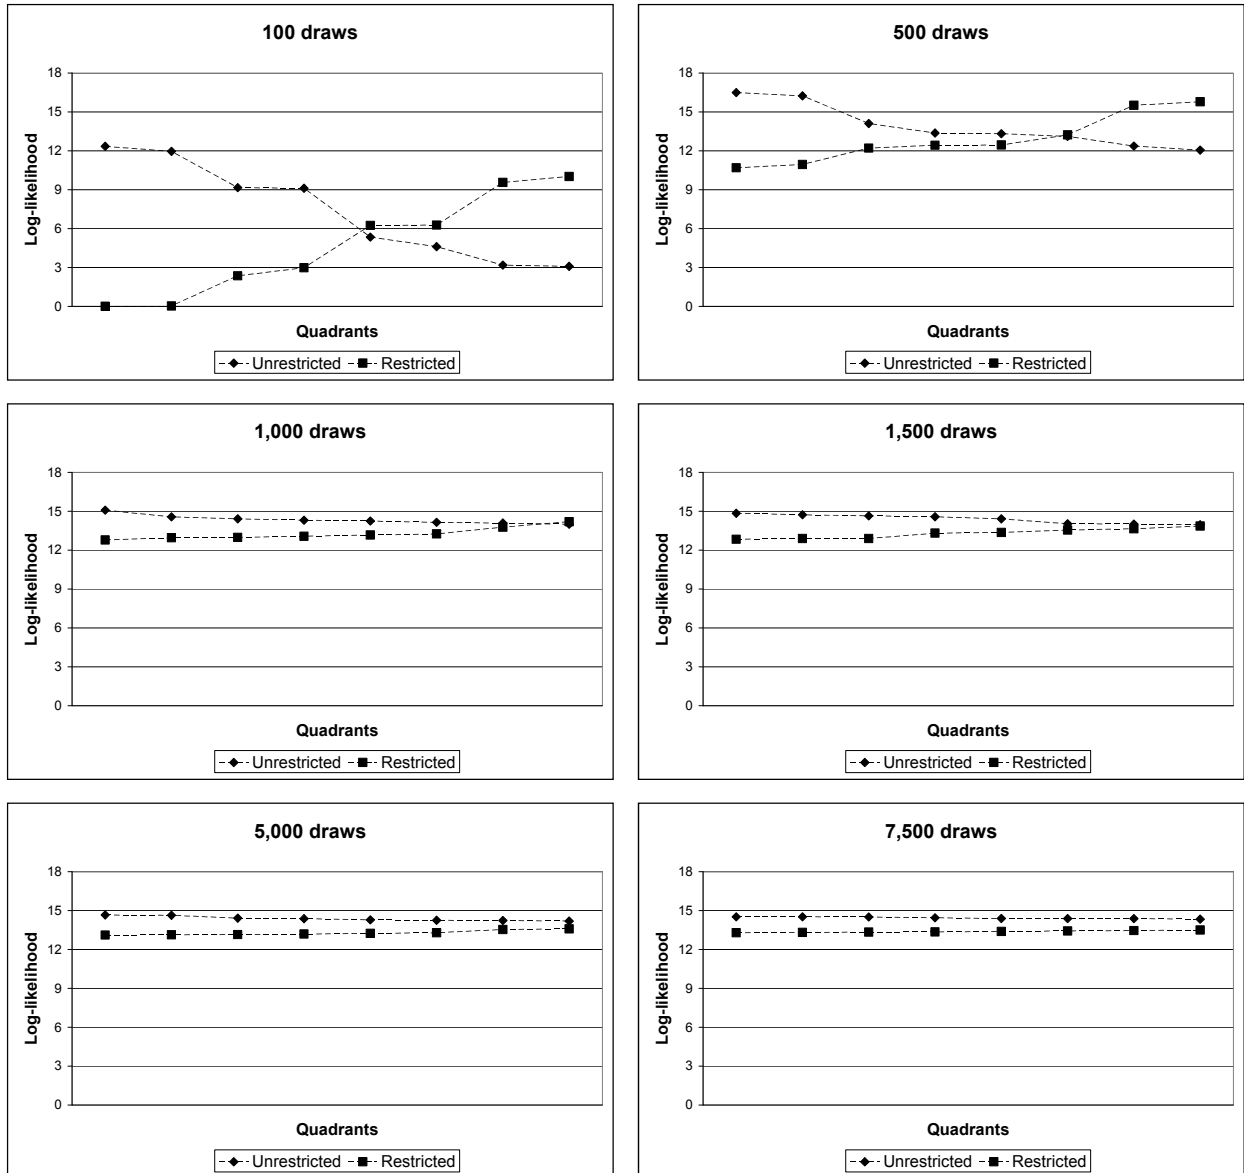 100 draws
18
15
12
9
6
3
0
Log-likelihood
Quadrants
Unrestricted Restricted
500 draws
18
15
12
9
6
3
0
Log-likelihood
Quadrants
Unrestricted Restricted
1,000 draws
18
15
12
9
6
3
0
Log-likelihood
Quadrants
Unrestricted Restricted
1,500 draws
18
15
12
9
6
3
0
Log-likelihood
Quadrants
Unrestricted Restricted
5,000 draws
18
15
12
9
6
3
0
Log-likelihood
Quadrants
Unrestricted Restricted
7,500 draws
18
15
12
9
6
3
0
Log-likelihood
Quadrants
Unrestricted Restricted